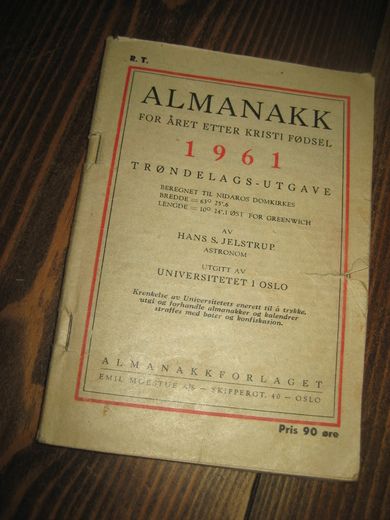 R. T.
ALMANAKK
FOR ÅRET ETTER KRISTI FØDSEL
1961
TRØNDELAGS-UTGAVE
BEREGNET TIL NIDAROS DOMKIRKES
BREDDE = 63° 25'.6
LENGDE = 10° 24'.1 ØST FOR GREENWICH
AV
HANS S. JELSTRUP
ASTRONOM
UTGITT AV
UNIVERSITETET I OSLO
Krenkelse av Universitetets enerett til å trykke,
utgi og forhandle almanakker og kalendrer
straffes med bøter og konfiskasjon.
ALMANAKKFORLAGET
EMIL MOESTUE A/S — SKIPPERGT. 40 — OSLO
Pris 90 øre